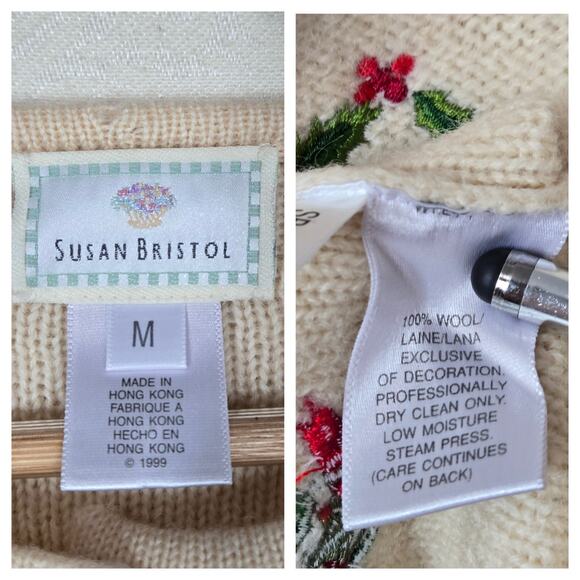 SUSAN BRISTOL
M
MADE IN
HONG KONG
FABRIQUE A
HONG KONG
HECHO EN
HONG KONG
© 1999
100% WOOL/
LAINE/LANA
EXCLUSIVE
OF DECORATION.
PROFESSIONALLY
DRY CLEAN ONLY.
LOW MOISTURE
STEAM PRESS.
(CARE CONTINUES
ON BACK)